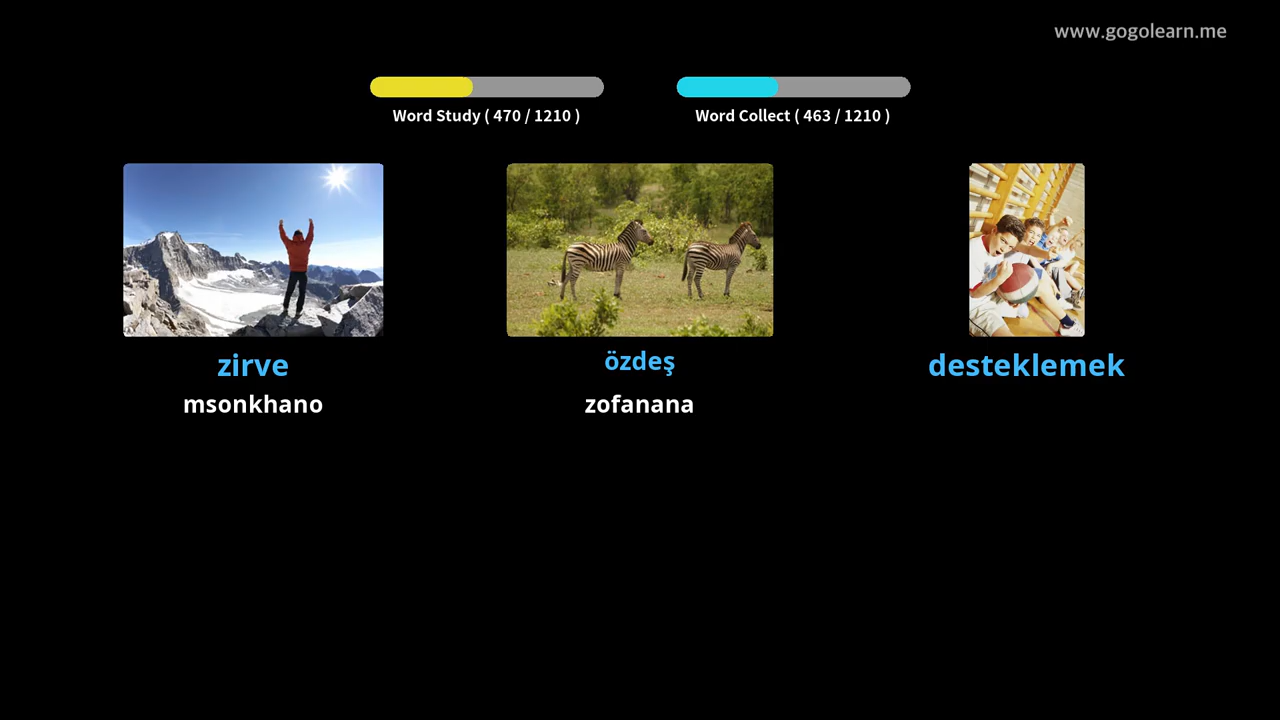 www.gogolearn.me
Word Study ( 470 / 1210 )
Word Collect ( 463 / 1210 )
zirve
msonkhano
özdeş
zofanana
desteklemek